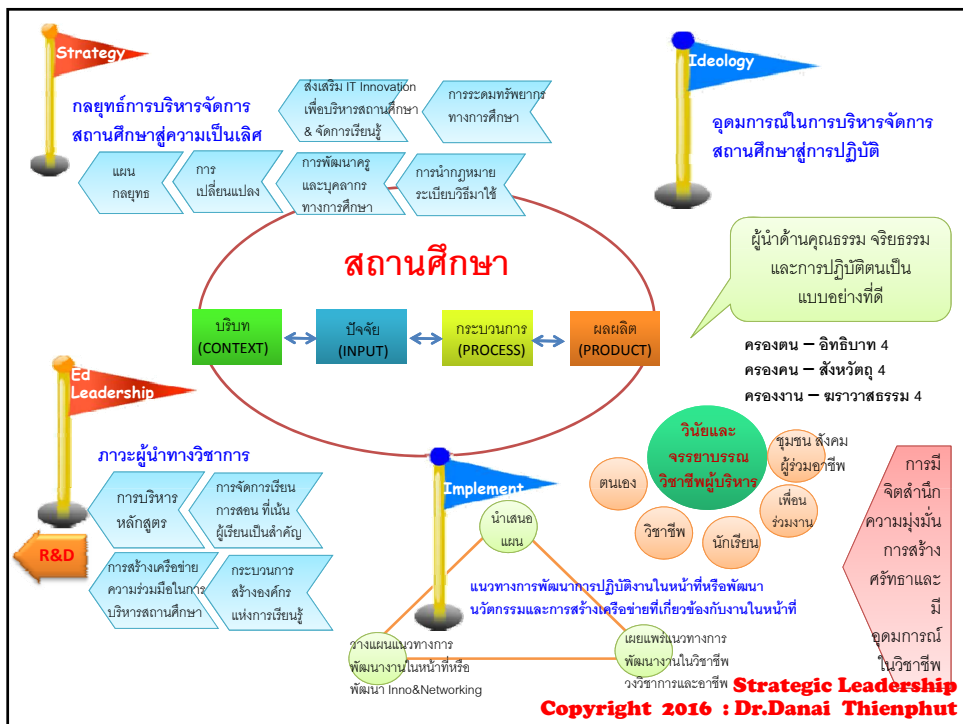 Strategy
กลยุทธ์การบริหารจัดการ
สถานศึกษาสู่ความเป็นเลิศ
ส่งเสริม IT Innovation
เพื่อบริหารสถานศึกษา
& จัดการเรียนรู้
การระดมทรัพยากร
ทางการศึกษา
แผน
กลยุทธ
การ
เปลี่ยนแปลง
การพัฒนาครู
และบุคลากร
ทางการศึกษา
การนำกฎหมาย
ระเบียบวิธีมาใช้
Ideology
อุดมการณ์ในการบริหารจัดการ
สถานศึกษาสู่การปฏิบัติ
ผู้นำด้านคุณธรรม จริยธรรม
และการปฏิบัติตนเป็น
แบบอย่างที่ดี
ครองตน – อิทธิบาท 4
ครองคน – สังหวัตถุ 4
ครองงาน – ฆราวาสธรรม 4
สถานศึกษา
บริบท
(CONTEXT)
ปัจจัย
(INPUT)
กระบวนการ
(PROCESS)
ผลผลิต
(PRODUCT)
Ed
Leadership
ภาวะผู้นำทางวิชาการ
การบริหาร
หลักสูตร
การจัดการเรียน
การสอน ที่เน้น
ผู้เรียนเป็นสำคัญ
R&D
การสร้างเครือข่าย
ความร่วมมือในการ
บริหารสถานศึกษา
กระบวนการ
สร้างองค์กร
แห่งการเรียนรู้
Implement
นำเสนอ
แผน
แนวทางการพัฒนาการปฏิบัติงานในหน้าที่หรือพัฒนา
นวัตกรรมและการสร้างเครือข่ายที่เกี่ยวข้องกับงานในหน้าที่
วางแผนแนวทางการ
พัฒนางานในหน้าที่หรือ
พัฒนา Inno&Networking
เผยแพร่แนวทางการ
พัฒนางานในวิชาชีพ
วงวิชาการและอาชีพ
วินัยและ
จรรยาบรรณ
วิชาชีพผู้บริหาร
ตนเอง
วิชาชีพ
นักเรียน
เพื่อน
ร่วมงาน
ชุมชน สังคม
ผู้ร่วมอาชีพ
การมี
จิตสำนึก
ความมุ่งมั่น
การสร้าง
ศรัทธาและ
มี
อุดมการณ์
ในวิชาชีพ
Strategic Leadership
Copyright 2016 : Dr.Danai Thienphut